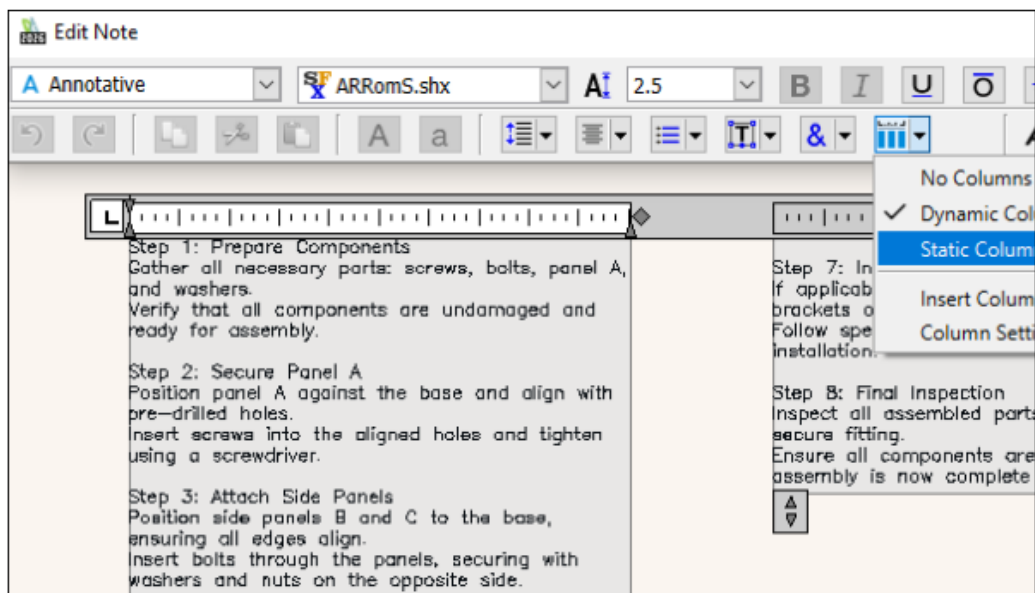 Edit Note
A Annotative
SFX ARRomS.shx
A 2.5
B I U O
A a T &
No Columns
Dynamic Col
Static Colum
Insert Colum
Column Setti
L
Step 1: Prepare Components
Gather all necessary parts: screws, bolts, panel A,
and washers.
Verify that all components are undamaged and
ready for assembly.
Step 2: Secure Panel A
Position panel A against the base and align with
pre-drilled holes.
Insert screws into the aligned holes and tighten
using a screwdriver.
Step 3: Attach Side Panels
Position side panels B and C to the base,
ensuring all edges align.
Insert bolts through the panels, securing with
washers and nuts on the opposite side.
Step 7: In
If applicab
brackets o
Follow spe
installation.
Step 8: Final Inspection
Inspect all assembled parts
secure fitting.
Ensure all components are
assembly is now complete